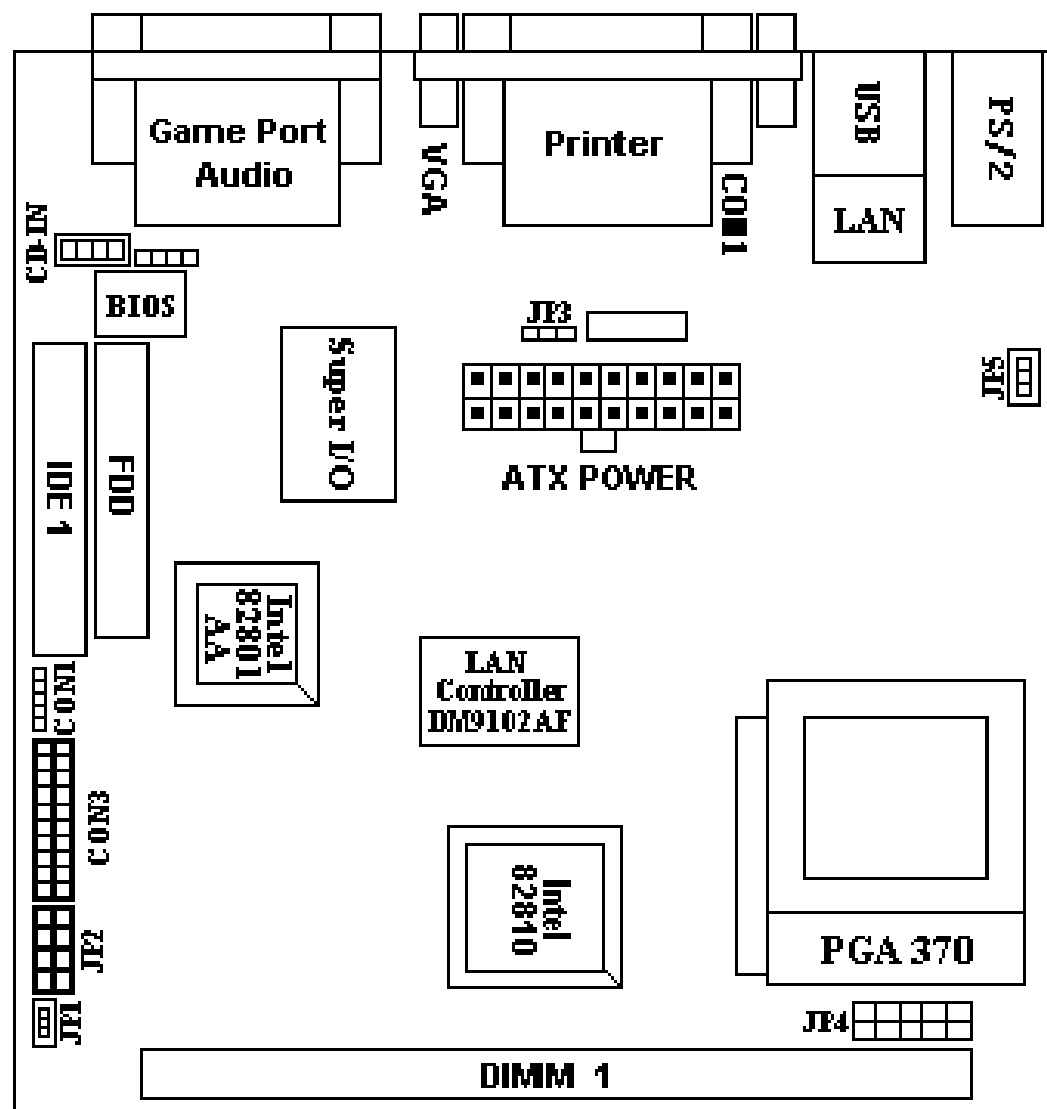 Game Port
Audio
VGA
Printer
COM1
USB
LAN
PS/2
CD-IN
BIOS
JP3
JP5
Super I/O
ATX POWER
IDE 1
FDD
Intel
82801
AA
LAN
Controller
DM9102AF
CON1
CON3
Intel
82810
PGA 370
JP2
JP1
JP4
DIMM 1